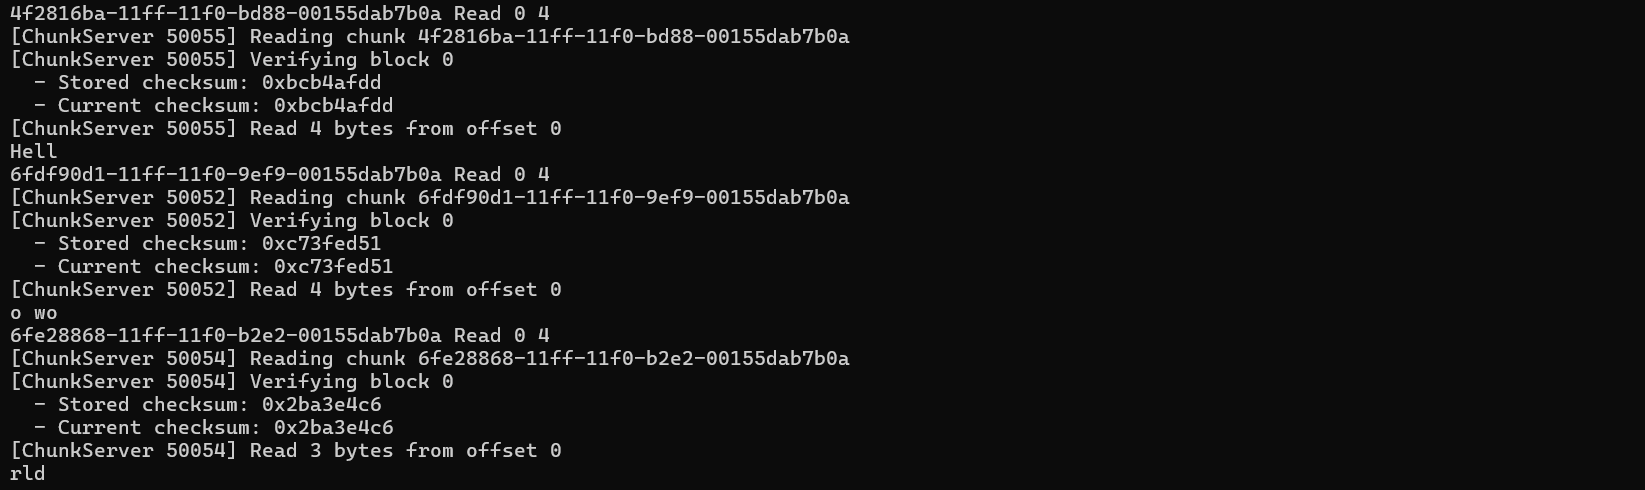 4f2816ba-11ff-11f0-bd88-00155dab7b0a Read 0 4
[ChunkServer 50055] Reading chunk 4f2816ba-11ff-11f0-bd88-00155dab7b0a
[ChunkServer 50055] Verifying block 0
  - Stored checksum: 0xbcb4afdd
  - Current checksum: 0xbcb4afdd
[ChunkServer 50055] Read 4 bytes from offset 0
Hell
6fdf90d1-11ff-11f0-9ef9-00155dab7b0a Read 0 4
[ChunkServer 50052] Reading chunk 6fdf90d1-11ff-11f0-9ef9-00155dab7b0a
[ChunkServer 50052] Verifying block 0
  - Stored checksum: 0xc73fed51
  - Current checksum: 0xc73fed51
[ChunkServer 50052] Read 4 bytes from offset 0
o wo
6fe28868-11ff-11f0-b2e2-00155dab7b0a Read 0 4
[ChunkServer 50054] Reading chunk 6fe28868-11ff-11f0-b2e2-00155dab7b0a
[ChunkServer 50054] Verifying block 0
  - Stored checksum: 0x2ba3e4c6
  - Current checksum: 0x2ba3e4c6
[ChunkServer 50054] Read 3 bytes from offset 0
rld